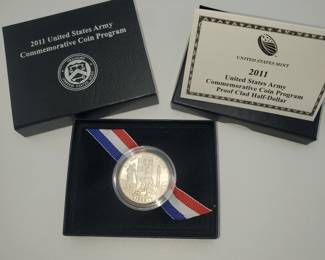 2011 United States Army
Commemorative Coin Program
UNITED STATES MINT
2011
United States Army
Commemorative Coin Program
Proof Clad Half-Dollar